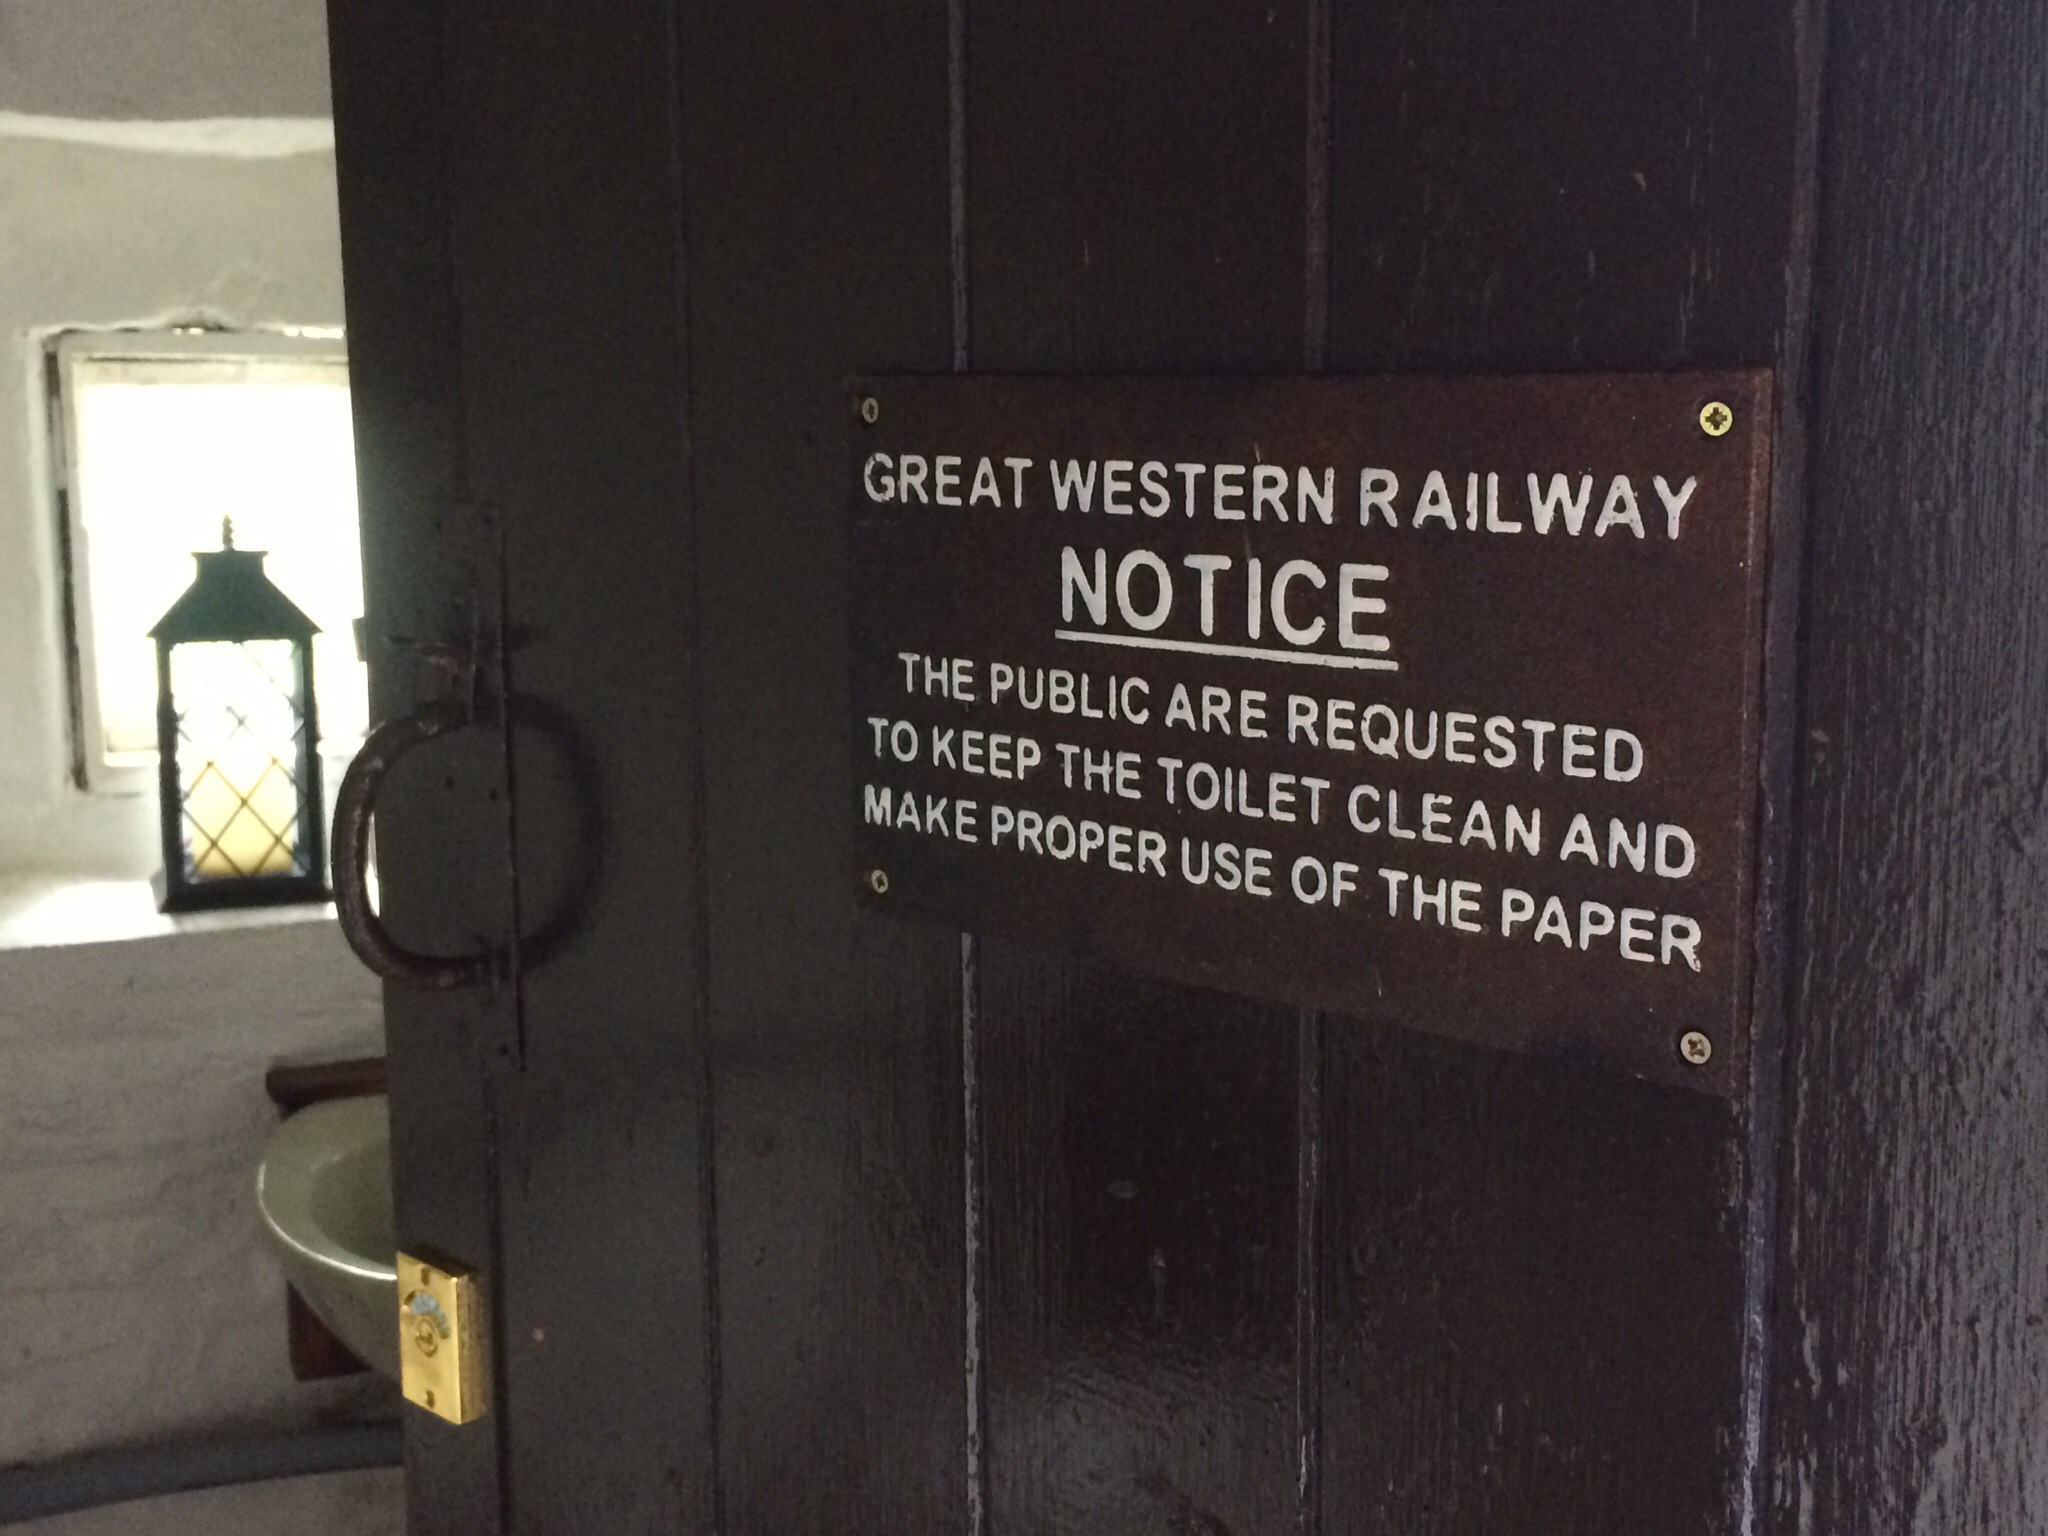 GREAT WESTERN RAILWAY
NOTICE
THE PUBLIC ARE REQUESTED
TO KEEP THE TOILET CLEAN AND
MAKE PROPER USE OF THE PAPER